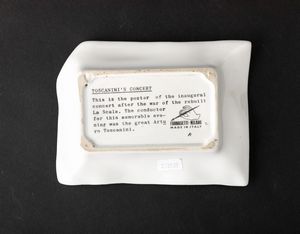 TOSCANINI'S CONCERT
This is the poster of the inaugural
concert after the war of the rebuilt
La Scala. The conductor
for this memorable eve-
ning was the great Artu
ro Toscanini.
FORNASETTI-MILANO
MADE IN ITALY